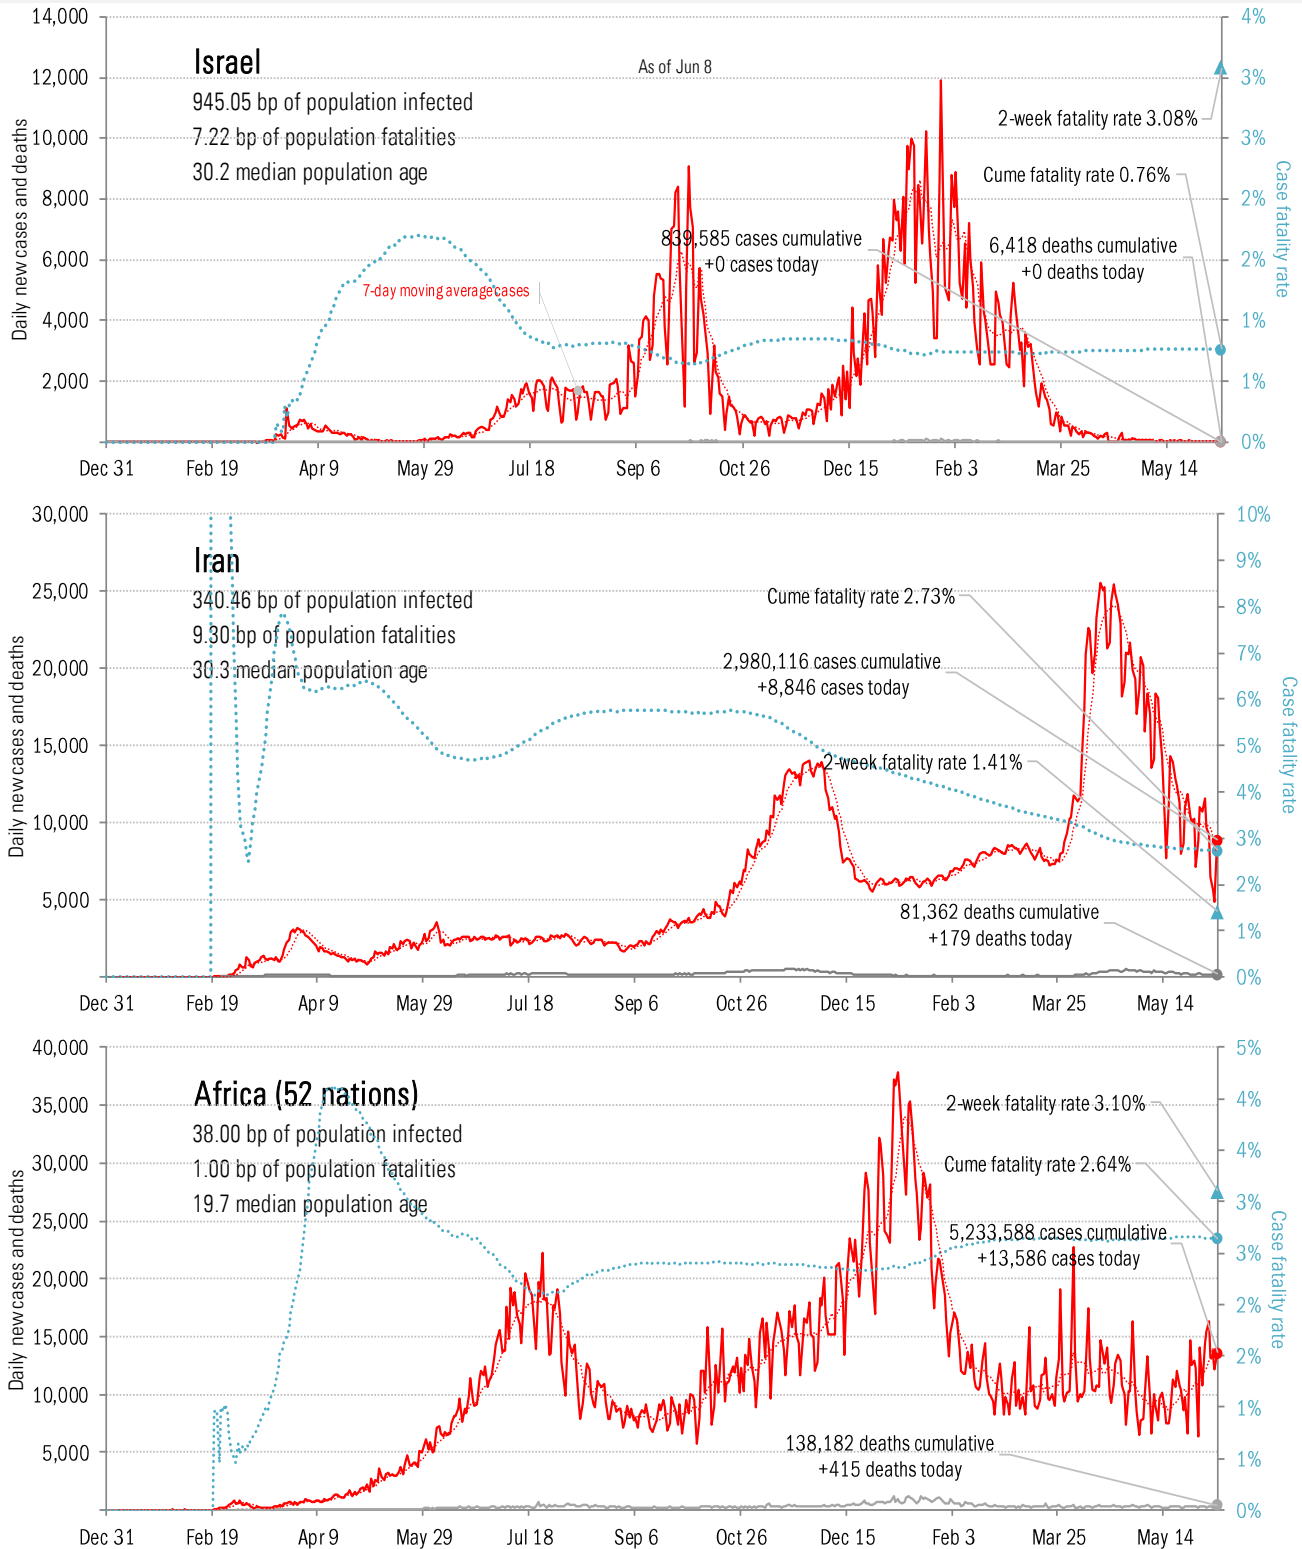 14,000
12,000
10,000
8,000
6,000
4,000
2,000
Daily new cases and deaths
Israel
945.05 bp of population infected
7.22 bp of population fatalities
30.2 median population age
As of Jun 8
7-day moving average cases
839,585 cases cumulative
+0 cases today
2-week fatality rate 3.08%
Cume fatality rate 0.76%
6,418 deaths cumulative
+0 deaths today
4%
3%
3%
2%
2%
1%
1%
0%
Case fatality rate
Dec 31 Feb 19 Apr 9 May 29 Jul 18 Sep 6 Oct 26 Dec 15 Feb 3 Mar 25 May 14
30,000
25,000
20,000
15,000
10,000
5,000
Daily new cases and deaths
Iran
340.46 bp of population infected
9.30 bp of population fatalities
30.3 median population age
Cume fatality rate 2.73%
2,980,116 cases cumulative
+8,846 cases today
2-week fatality rate 1.41%
81,362 deaths cumulative
+179 deaths today
10%
9%
8%
7%
6%
5%
4%
3%
2%
1%
0%
Case fatality rate
Dec 31 Feb 19 Apr 9 May 29 Jul 18 Sep 6 Oct 26 Dec 15 Feb 3 Mar 25 May 14
40,000
35,000
30,000
25,000
20,000
15,000
10,000
5,000
Daily new cases and deaths
Africa (52 nations)
38.00 bp of population infected
1.00 bp of population fatalities
19.7 median population age
2-week fatality rate 3.10%
Cume fatality rate 2.64%
5,233,588 cases cumulative
+13,586 cases today
138,182 deaths cumulative
+415 deaths today
5%
4%
4%
3%
3%
2%
2%
1%
1%
0%
Case fatality rate
Dec 31 Feb 19 Apr 9 May 29 Jul 18 Sep 6 Oct 26 Dec 15 Feb 3 Mar 25 May 14